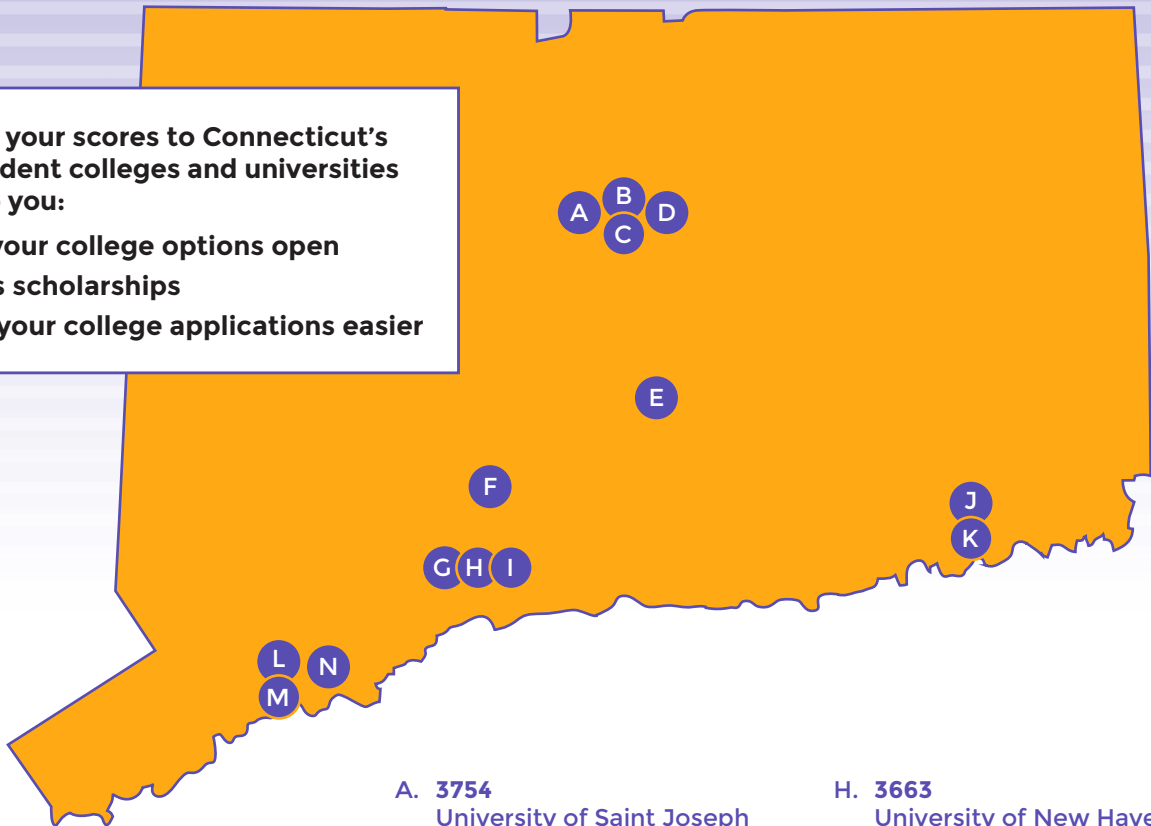 your scores to Connecticut's
dent colleges and universities
you:
your college options open
s scholarships
your college applications easier
A
B
C
D
E
F
G
H
I
J
K
L
M
N
A. 3754
University of Saint Joseph
H. 3663
University of New Have